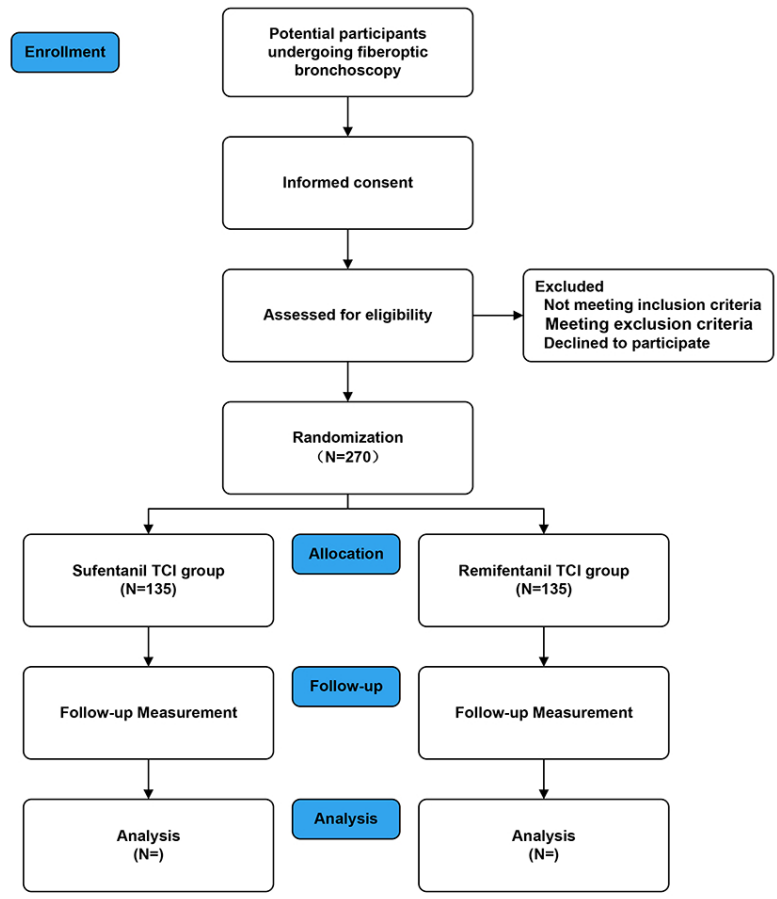 Enrollment
Potential participants
undergoing fiberoptic
bronchoscopy
Informed consent
Assessed for eligibility
Excluded
Not meeting inclusion criteria
Meeting exclusion criteria
Declined to participate
Randomization
（N=270）
Sufentanil TCI group
(N=135)
Allocation
Remifentanil TCI group
(N=135)
Follow-up Measurement
Follow-up
Follow-up Measurement
Analysis
(N=)
Analysis
Analysis
(N=)